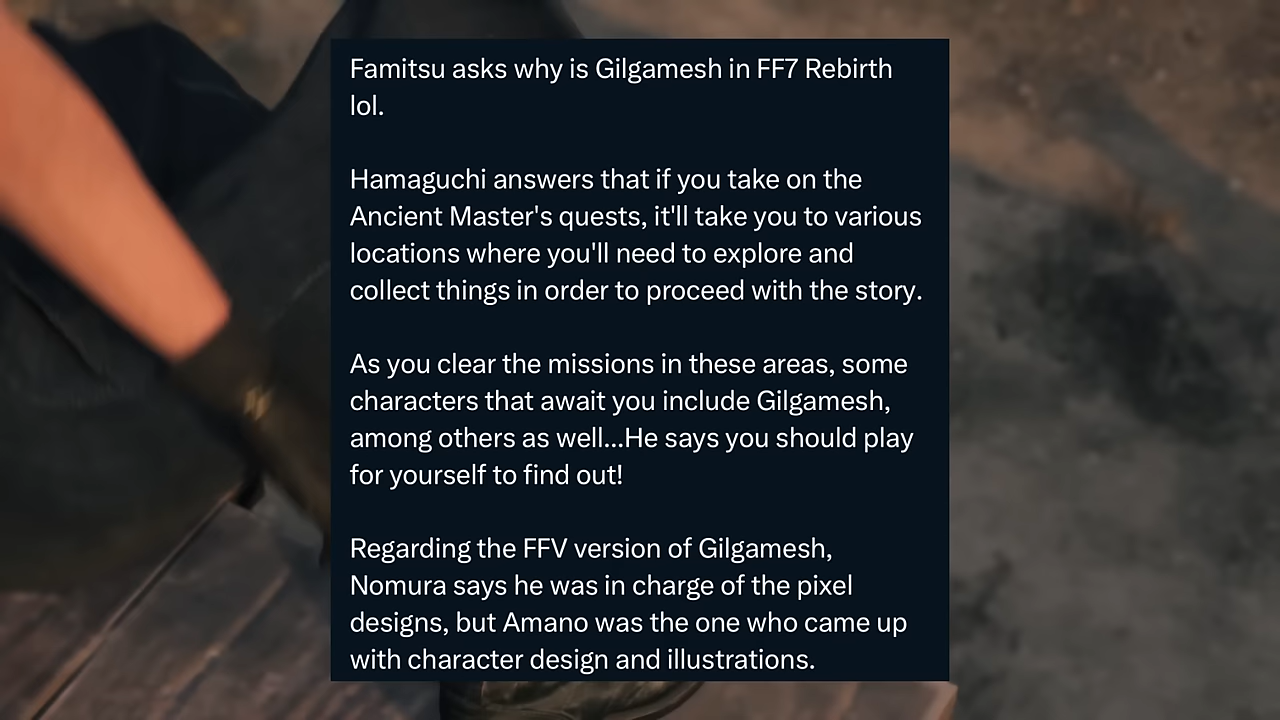 Famitsu asks why is Gilgamesh in FF7 Rebirth
lol.
Hamaguchi answers that if you take on the
Ancient Master's quests, it'll take you to various
locations where you'll need to explore and
collect things in order to proceed with the story.
As you clear the missions in these areas, some
characters that await you include Gilgamesh,
among others as well...He says you should play
for yourself to find out!
Regarding the FFV version of Gilgamesh,
Nomura says he was in charge of the pixel
designs, but Amano was the one who came up
with character design and illustrations.